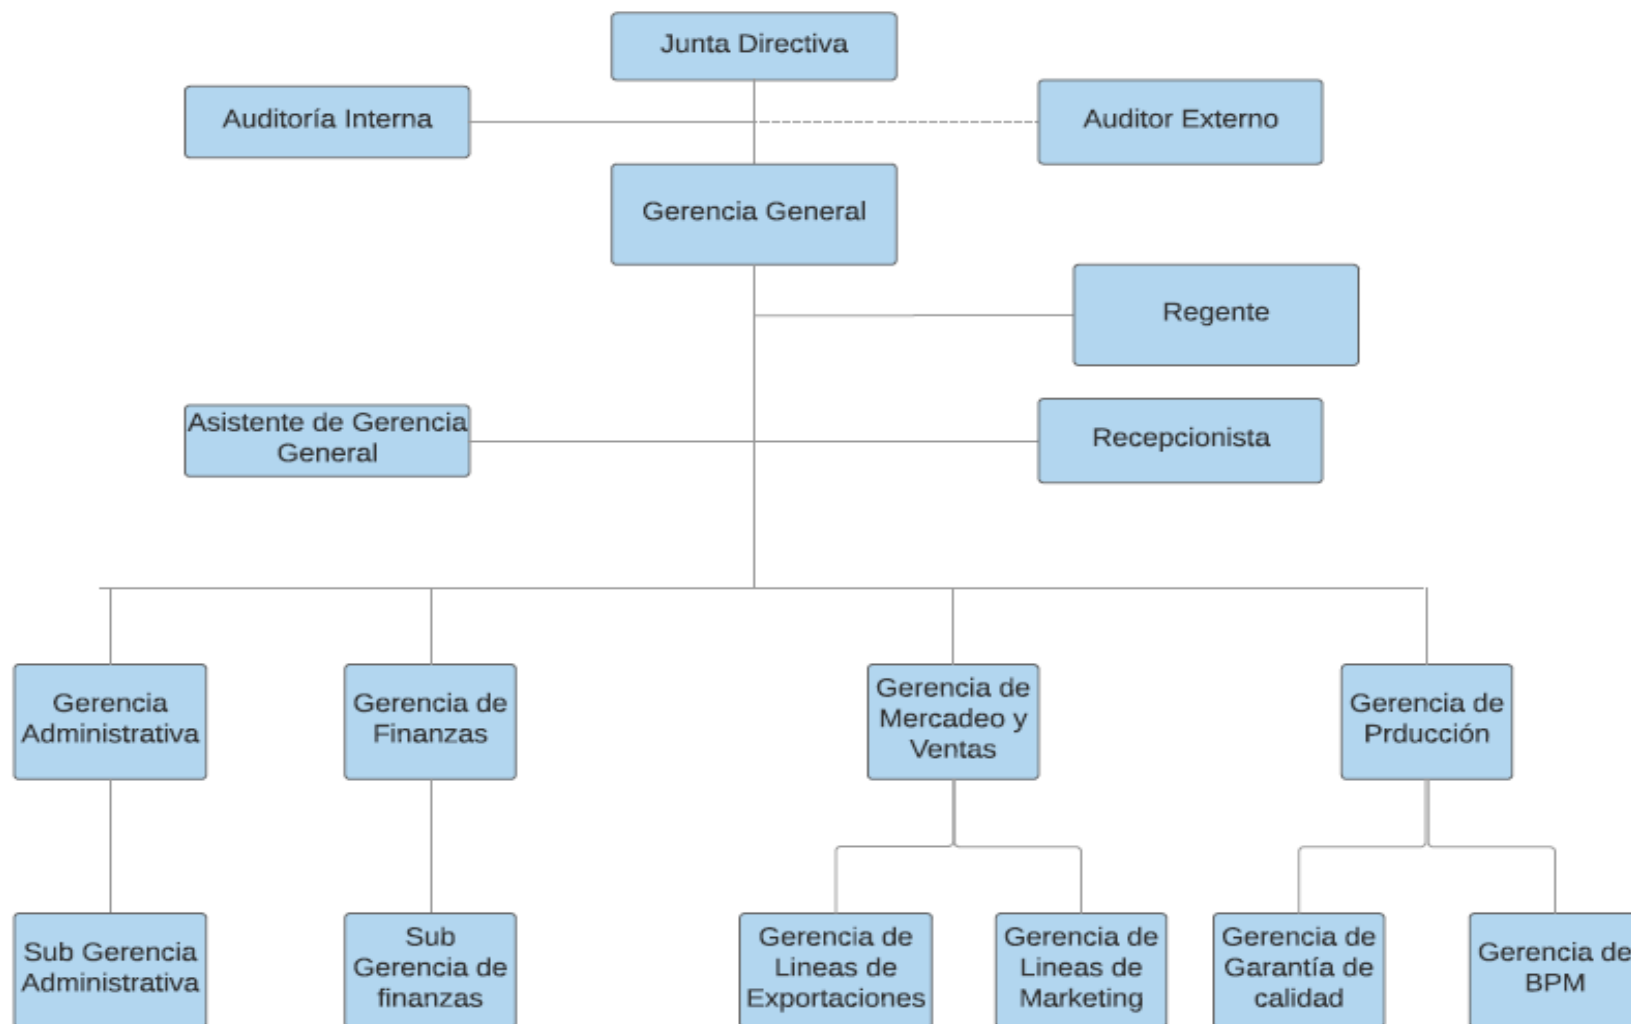 Junta Directiva
Auditoría Interna
Auditor Externo
Gerencia General
Regente
Asistente de Gerencia
General
Recepcionista
Gerencia
Administrativa
Gerencia de
Finanzas
Gerencia de
Mercadeo y
Ventas
Gerencia de
Prducción
Sub Gerencia
Administrativa
Sub
Gerencia de
finanzas
Gerencia de
Lineas de
Exportaciones
Gerencia de
Lineas de
Marketing
Gerencia de
Garantía de
calidad
Gerencia de
BPM